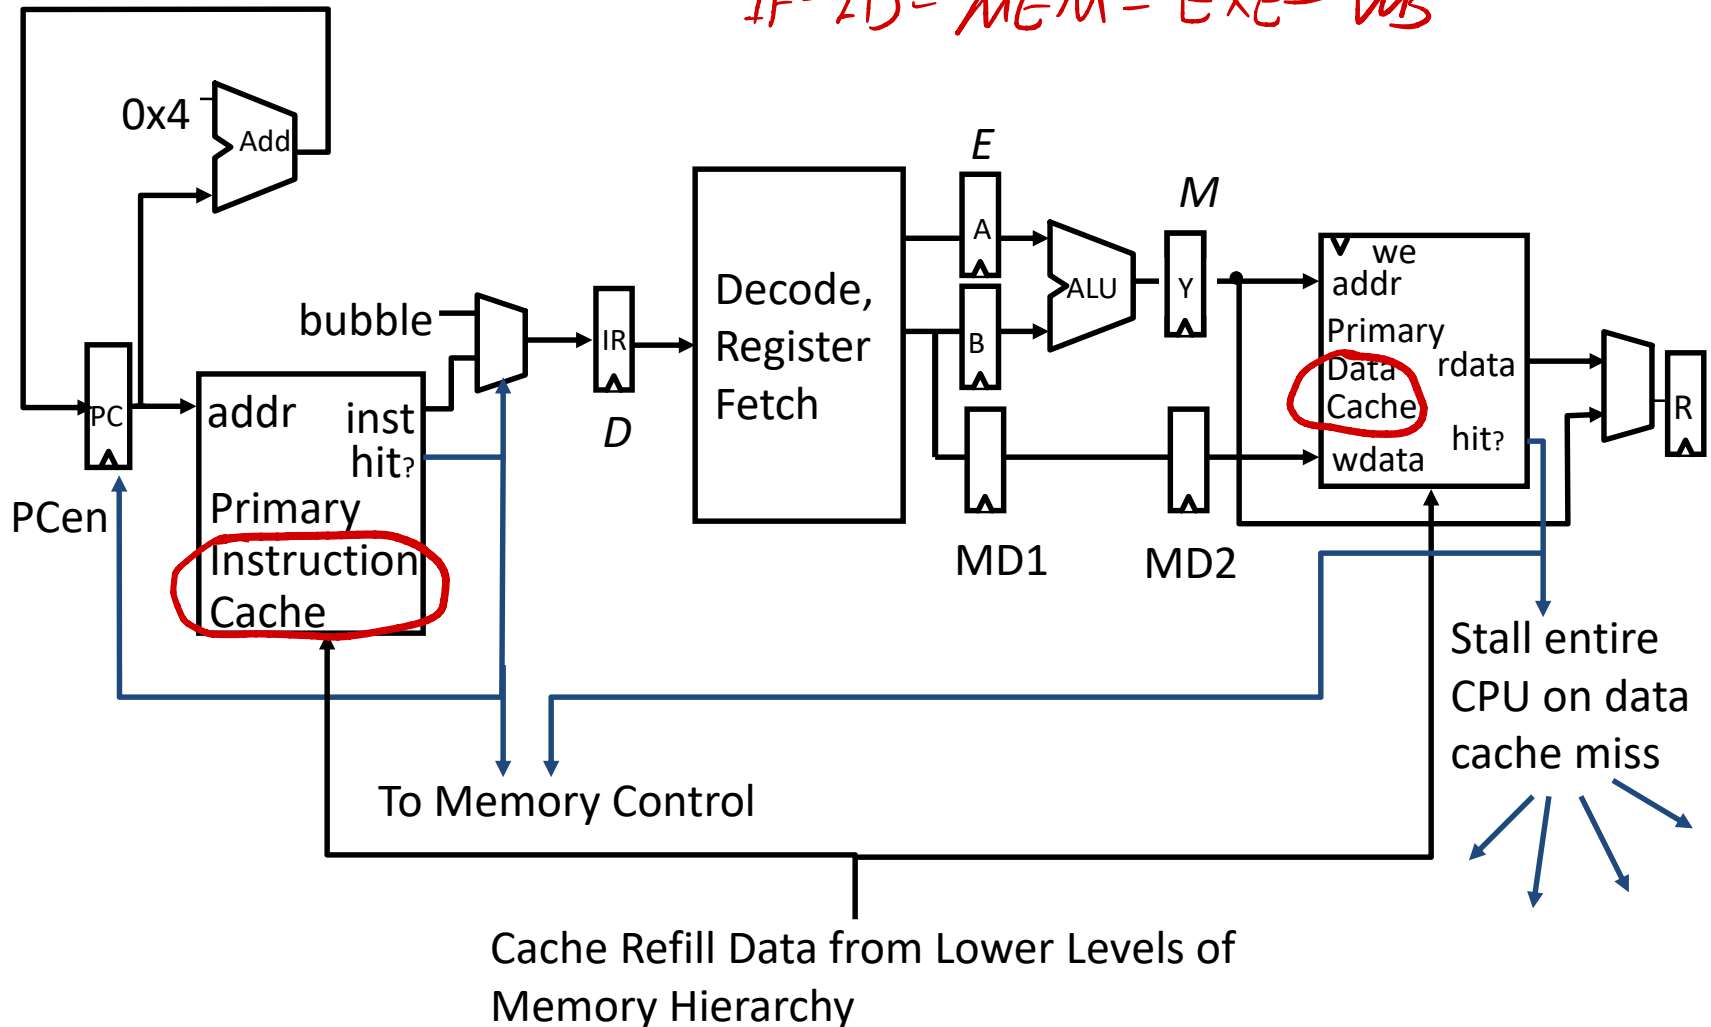 IF - ID - MEM - EXE - WB
0x4
Add
E
M
A
B
ALU
Y
we
addr
Primary
Data
Cache
rdata
hit?
wdata
R
bubble
IR
D
Decode,
Register
Fetch
PC
addr
inst
hit?
Primary
Instruction
Cache
PCen
MD1
MD2
Stall entire
CPU on data
cache miss
To Memory Control
Cache Refill Data from Lower Levels of
Memory Hierarchy